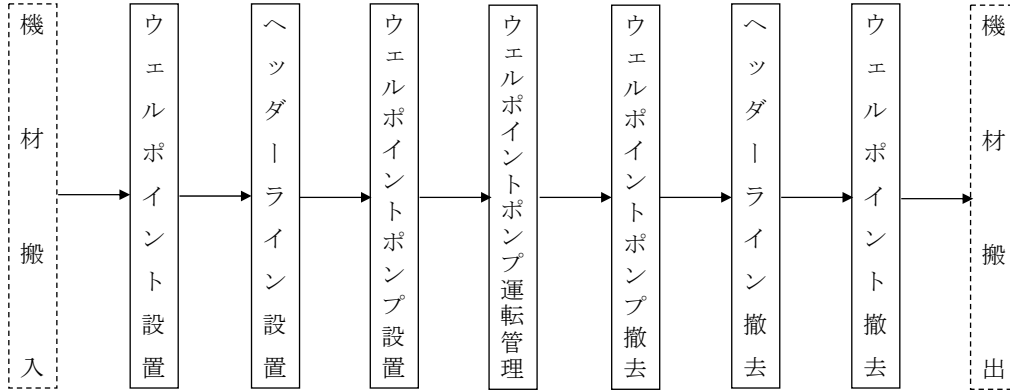 機材搬入
ウェルポイント設置
ヘッダーライン設置
ウェルポイントポンプ設置
ウェルポイントポンプ運転管理
ウェルポイントポンプ撤去
ヘッダーライン撤去
ウェルポイント撤去
機材搬出